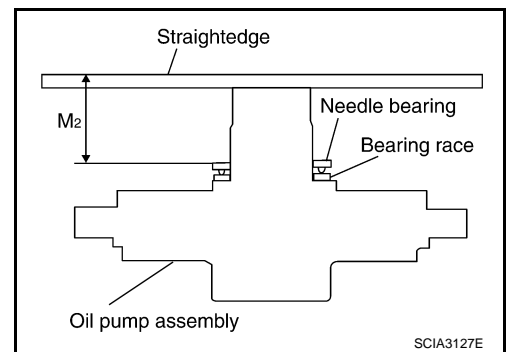 Straightedge
M2
Needle bearing
Bearing race
Oil pump assembly
SCIA3127E